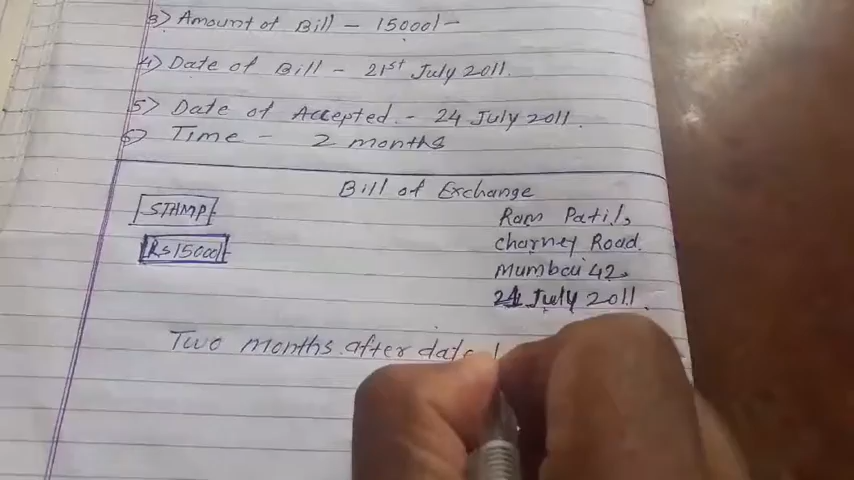 3) Amount of Bill - 15000/-
4) Date of Bill - 21st July 2011.
5) Date of Accepted. - 24 July 2011.
6) Time - 2 months
Bill of Exchange
STAMP
Rs 15000/-
Ram Patil,
charney Road.
Mumbai 42.
24 July 2011.
Two months after date